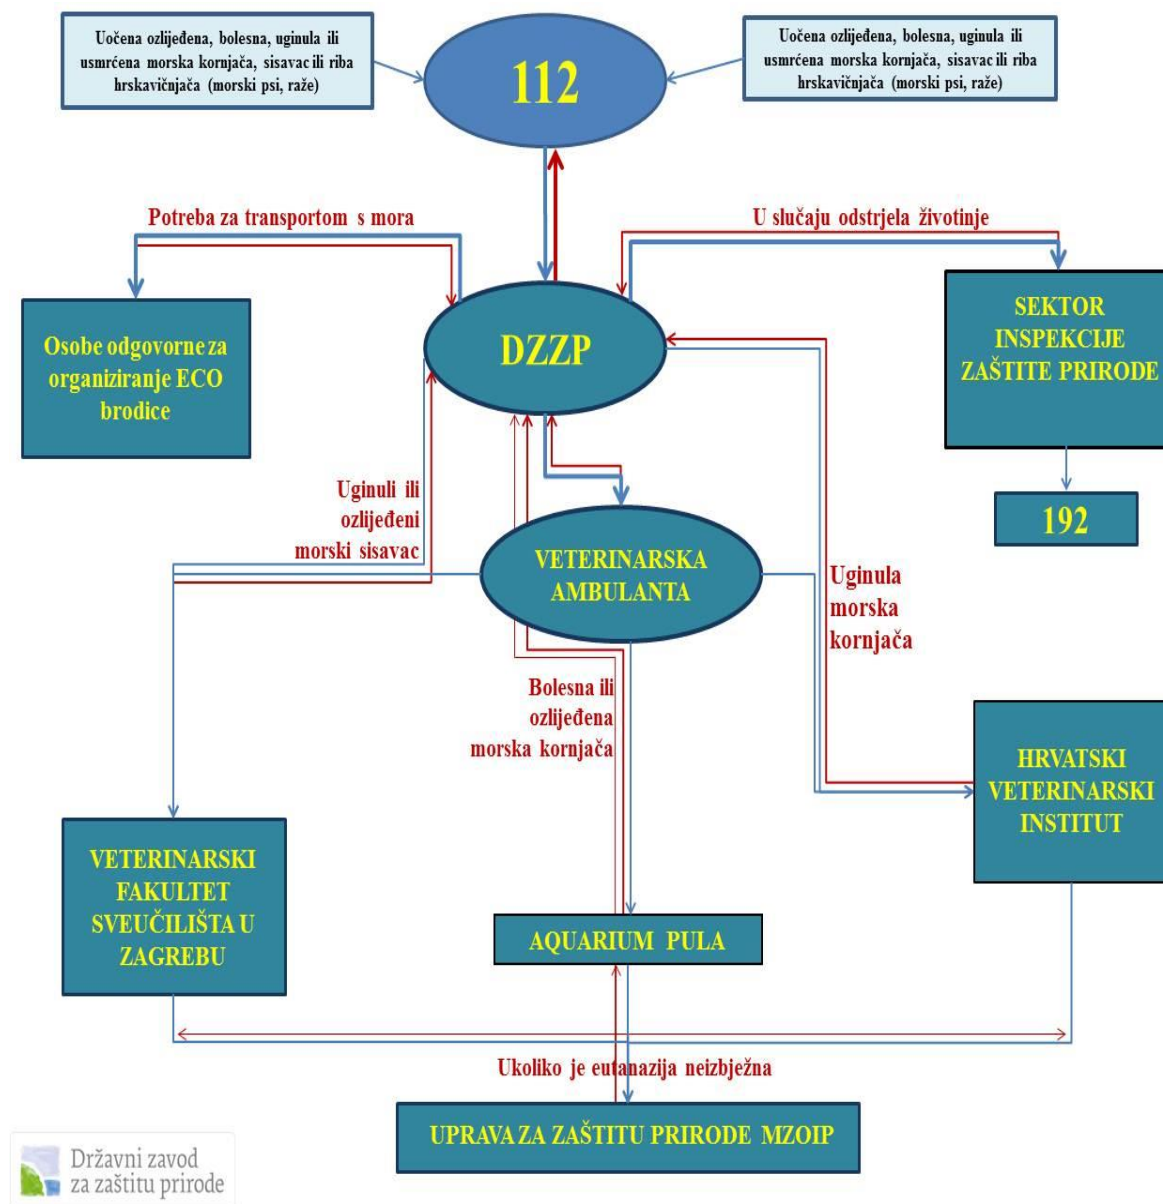 Uočena ozlijeđena, bolesna, uginula ili
usmrćena morska kornjača, sisavac ili riba
hrskavičnjača (morski psi, raže)
112
Uočena ozlijeđena, bolesna, uginula ili
usmrćena morska kornjača, sisavac ili riba
hrskavičnjača (morski psi, raže)
Potreba za transportom s mora
U slučaju odstrjela životinje
Osobe odgovorne za
organiziranje ECO
brodice
DZZP
SEKTOR
INSPEKCIJE
ZAŠTITE PRIRODE
192
Uginuli ili
ozlijeđeni
morski sisavac
VETERINARSKA
AMBULANTA
Uginula
morska
kornjača
Bolesna ili
ozlijeđena
morska kornjača
HRVATSKI
VETERINARSKI
INSTITUT
VETERINARSKI
FAKULTET
SVEUČILIŠTA U
ZAGREBU
AQUARIUM PULA
Ukoliko je eutanazija neizbježna
UPRAVA ZA ZAŠTITU PRIRODE MZOIP
Državni zavod
za zaštitu prirode